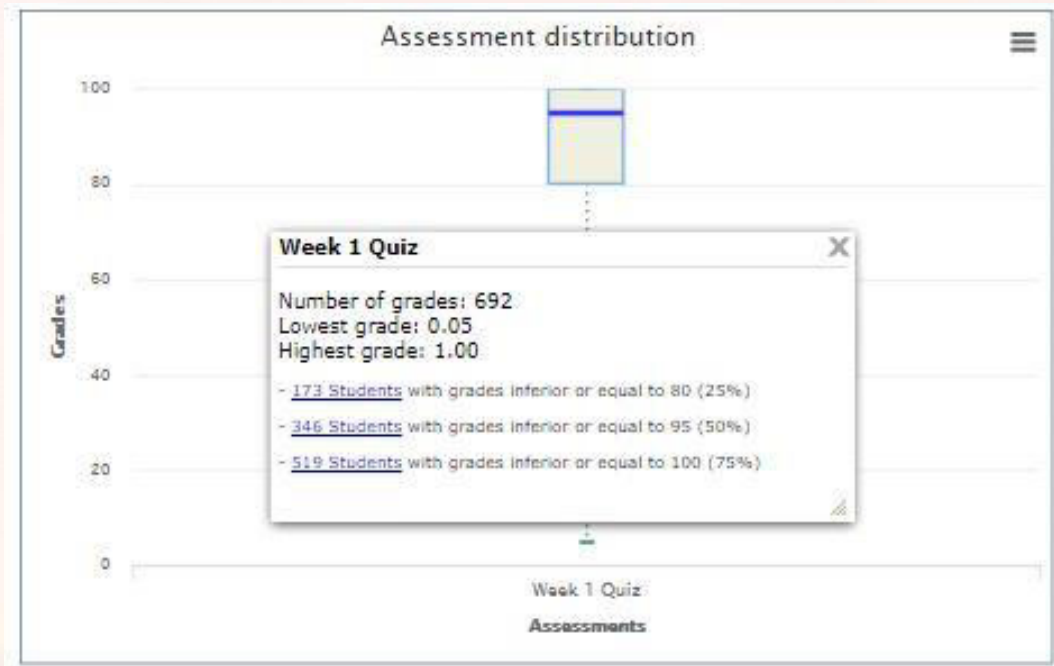 Assessment distribution
100
80
60
40
20
0
Grades
Week 1 Quiz
X
Number of grades: 692
Lowest grade: 0.05
Highest grade: 1.00
- 173 Students with grades inferior or equal to 80 (25%)
- 346 Students with grades inferior or equal to 95 (50%)
- 519 Students with grades inferior or equal to 100 (75%)
Week 1 Quiz
Assessments